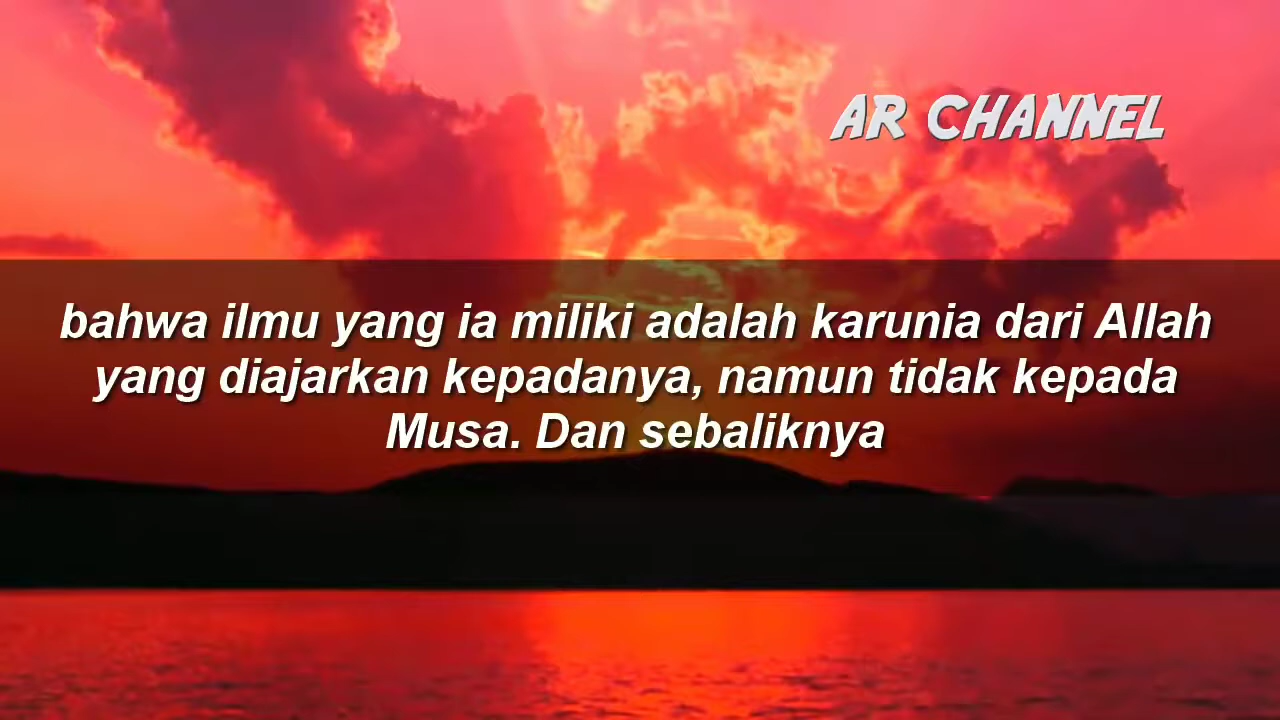 AR CHANNEL
bahwa ilmu yang ia miliki adalah karunia dari Allah
yang diajarkan kepadanya, namun tidak kepada
Musa. Dan sebaliknya